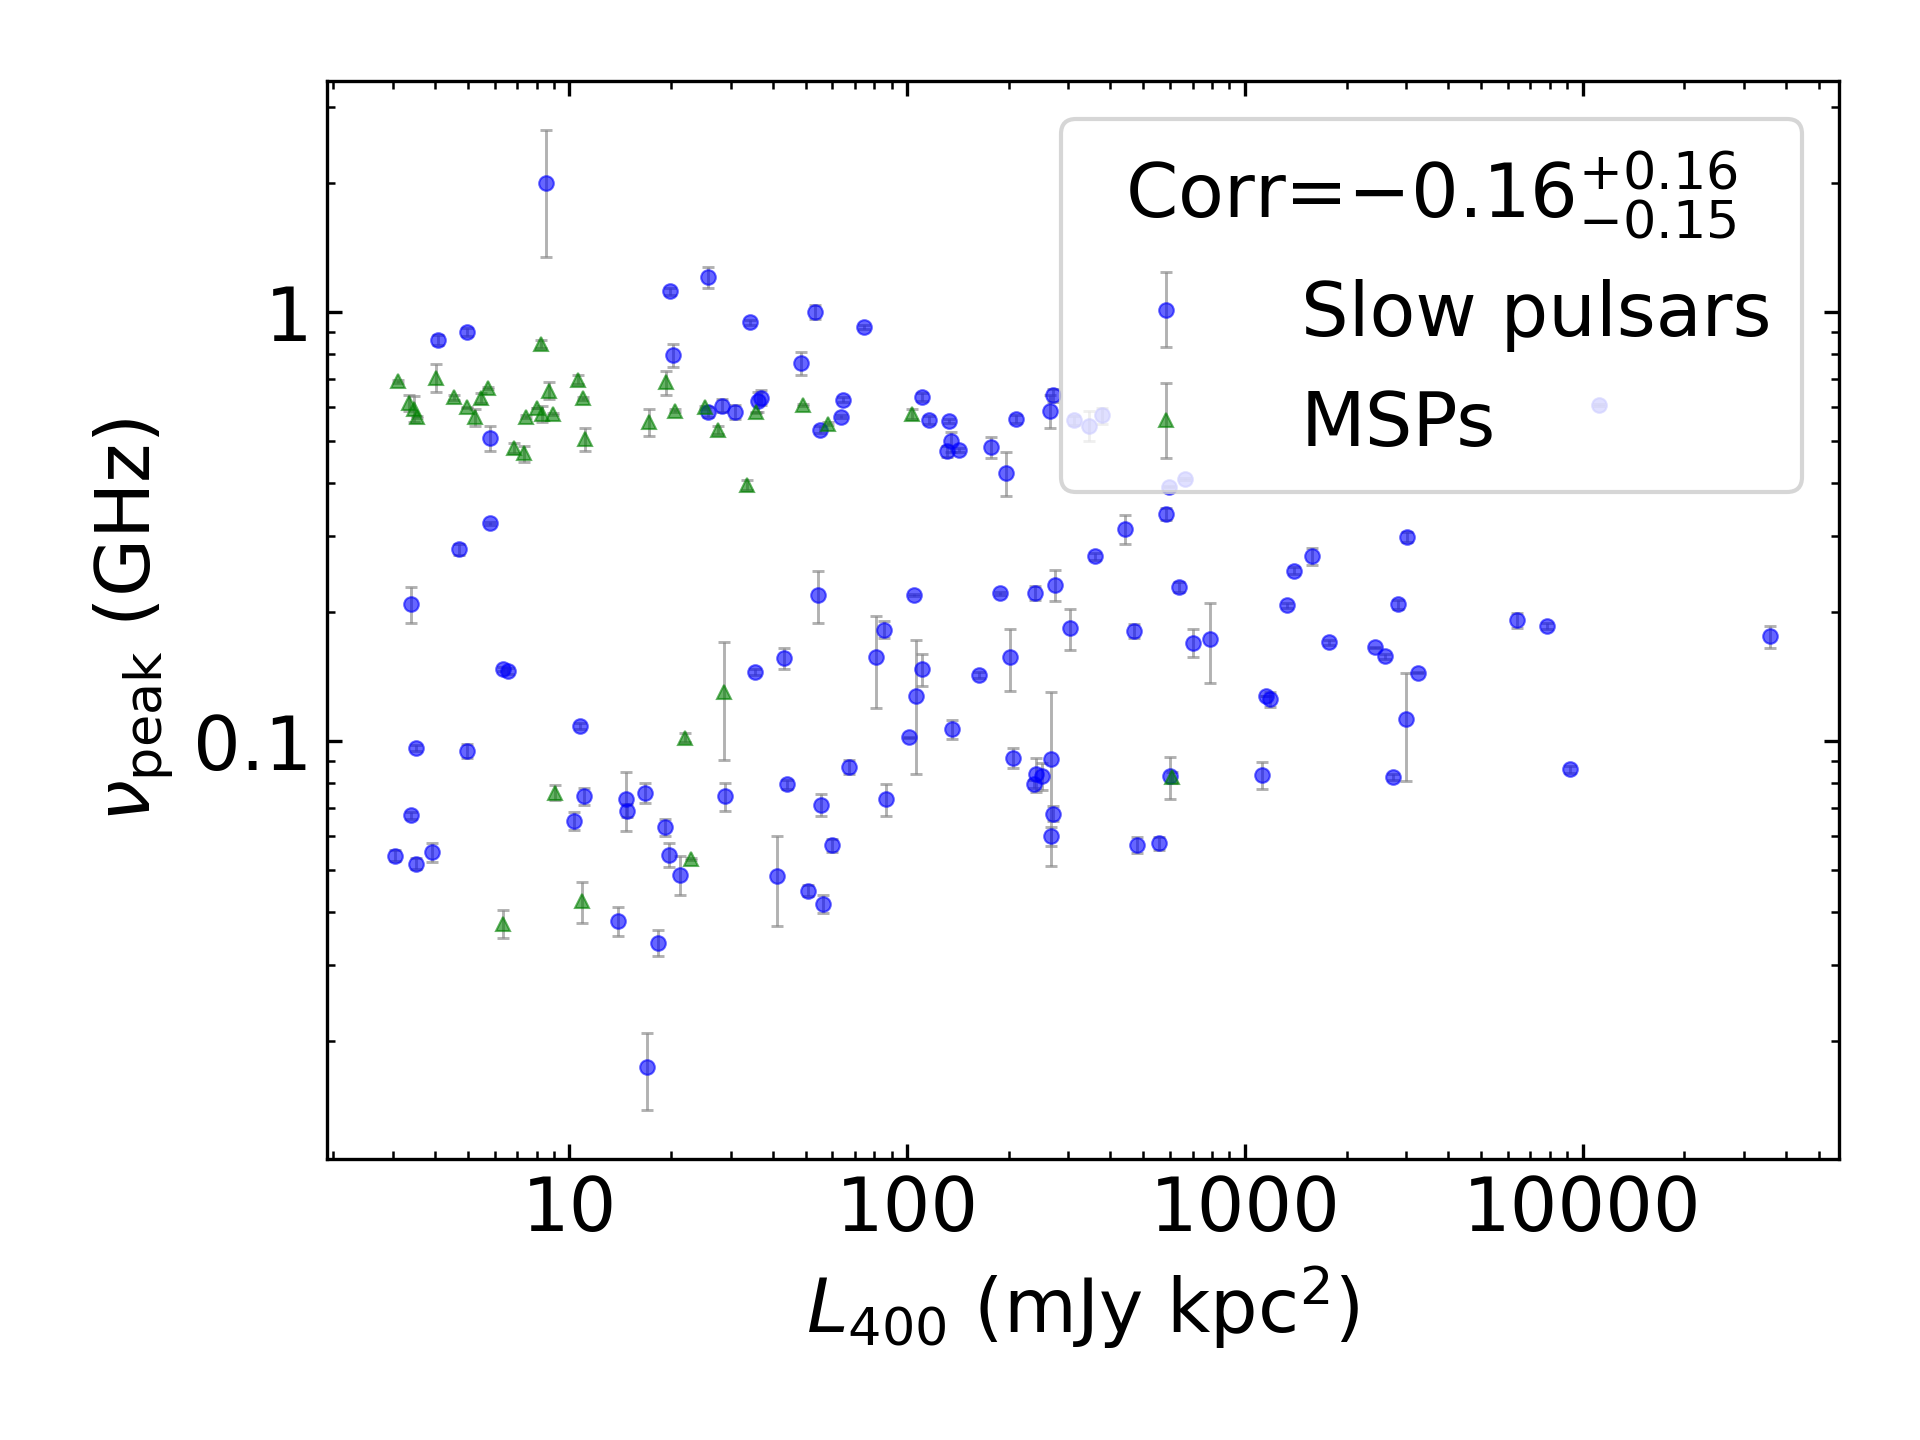 Corr=−0.16+0.16−0.15
Slow pulsars
MSPs
1
0.1
νpeak (GHz)
10 100 1000 10000
L400 (mJy kpc2)